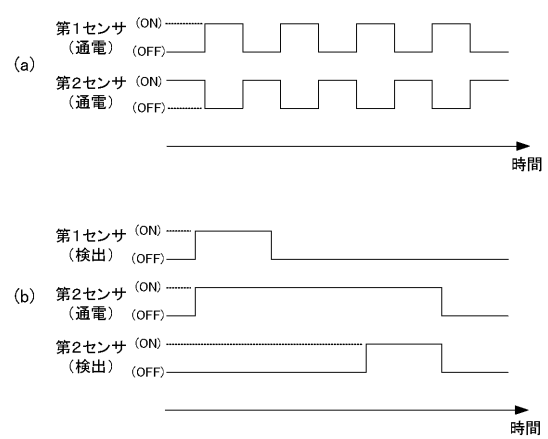 (a)
第1センサ (ON)
(通電) (OFF)
第2センサ (ON)
(通電) (OFF)
時間
(b)
第1センサ (ON)
(検出) (OFF)
第2センサ (ON)
(通電) (OFF)
第2センサ (ON)
(検出) (OFF)
時間